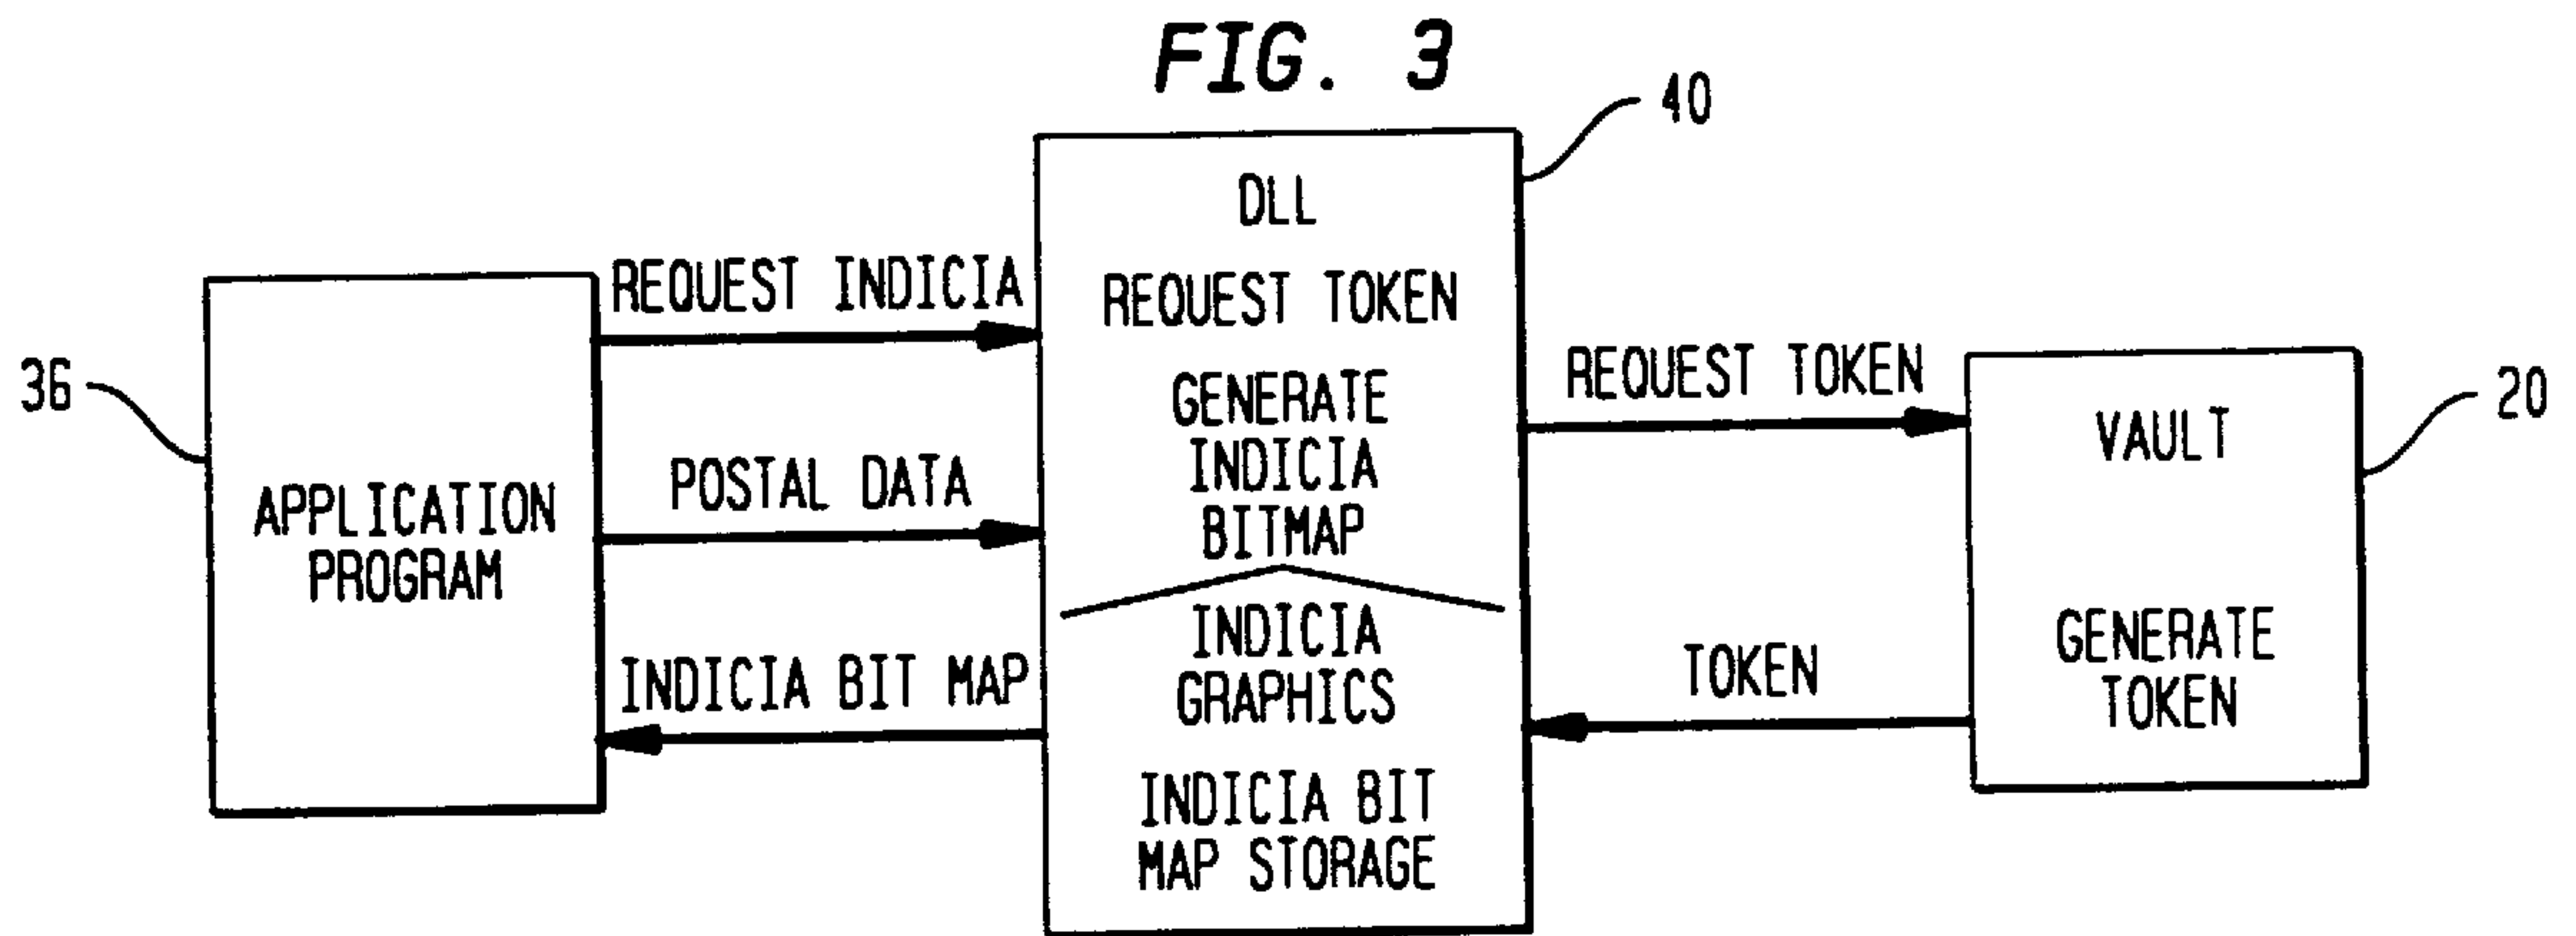 FIG. 3
40
DLL
REQUEST TOKEN
GENERATE
INDICIA
BITMAP
INDICIA
GRAPHICS
INDICIA BIT
MAP STORAGE
36
APPLICATION
PROGRAM
REQUEST INDICIA
POSTAL DATA
INDICIA BIT MAP
REQUEST TOKEN
TOKEN
20
VAULT
GENERATE
TOKEN